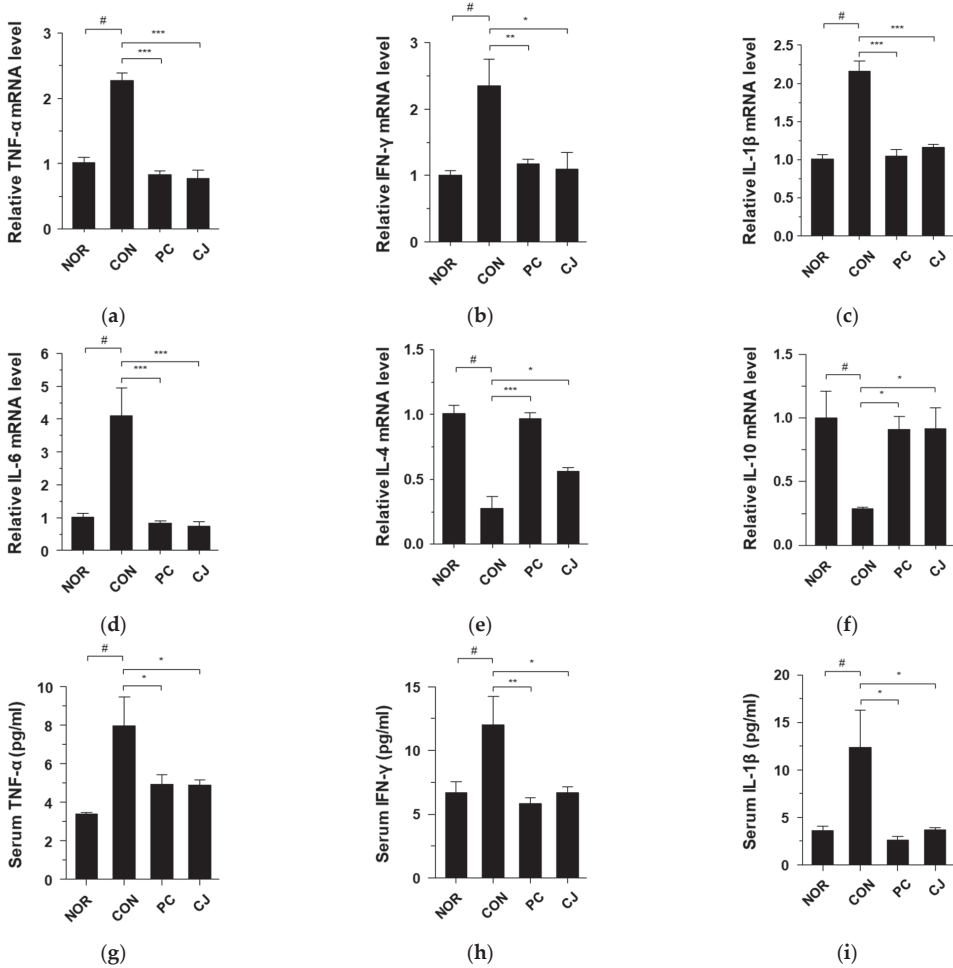 #
***
***
3
2
1
0
Relative TNF-α mRNA level
NOR CON PC CJ
(a)
#
*
**
3
2
1
0
Relative IFN-γ mRNA level
NOR CON PC CJ
(b)
#
***
***
2.5
2.0
1.5
1.0
0.5
0.0
Relative IL-1β mRNA level
NOR CON PC CJ
(c)
#
***
***
6
5
4
3
2
1
0
Relative IL-6 mRNA level
NOR CON PC CJ
(d)
#
*
***
1.5
1.0
0.5
0.0
Relative IL-4 mRNA level
NOR CON PC CJ
(e)
#
*
*
1.5
1.0
0.5
0.0
Relative IL-10 mRNA level
NOR CON PC CJ
(f)
#
*
*
10
8
6
4
2
0
Serum TNF-α (pg/ml)
NOR CON PC CJ
(g)
#
*
**
15
10
5
0
Serum IFN-γ (pg/ml)
NOR CON PC CJ
(h)
#
*
*
20
15
10
5
0
Serum IL-1β (pg/ml)
NOR CON PC CJ
(i)